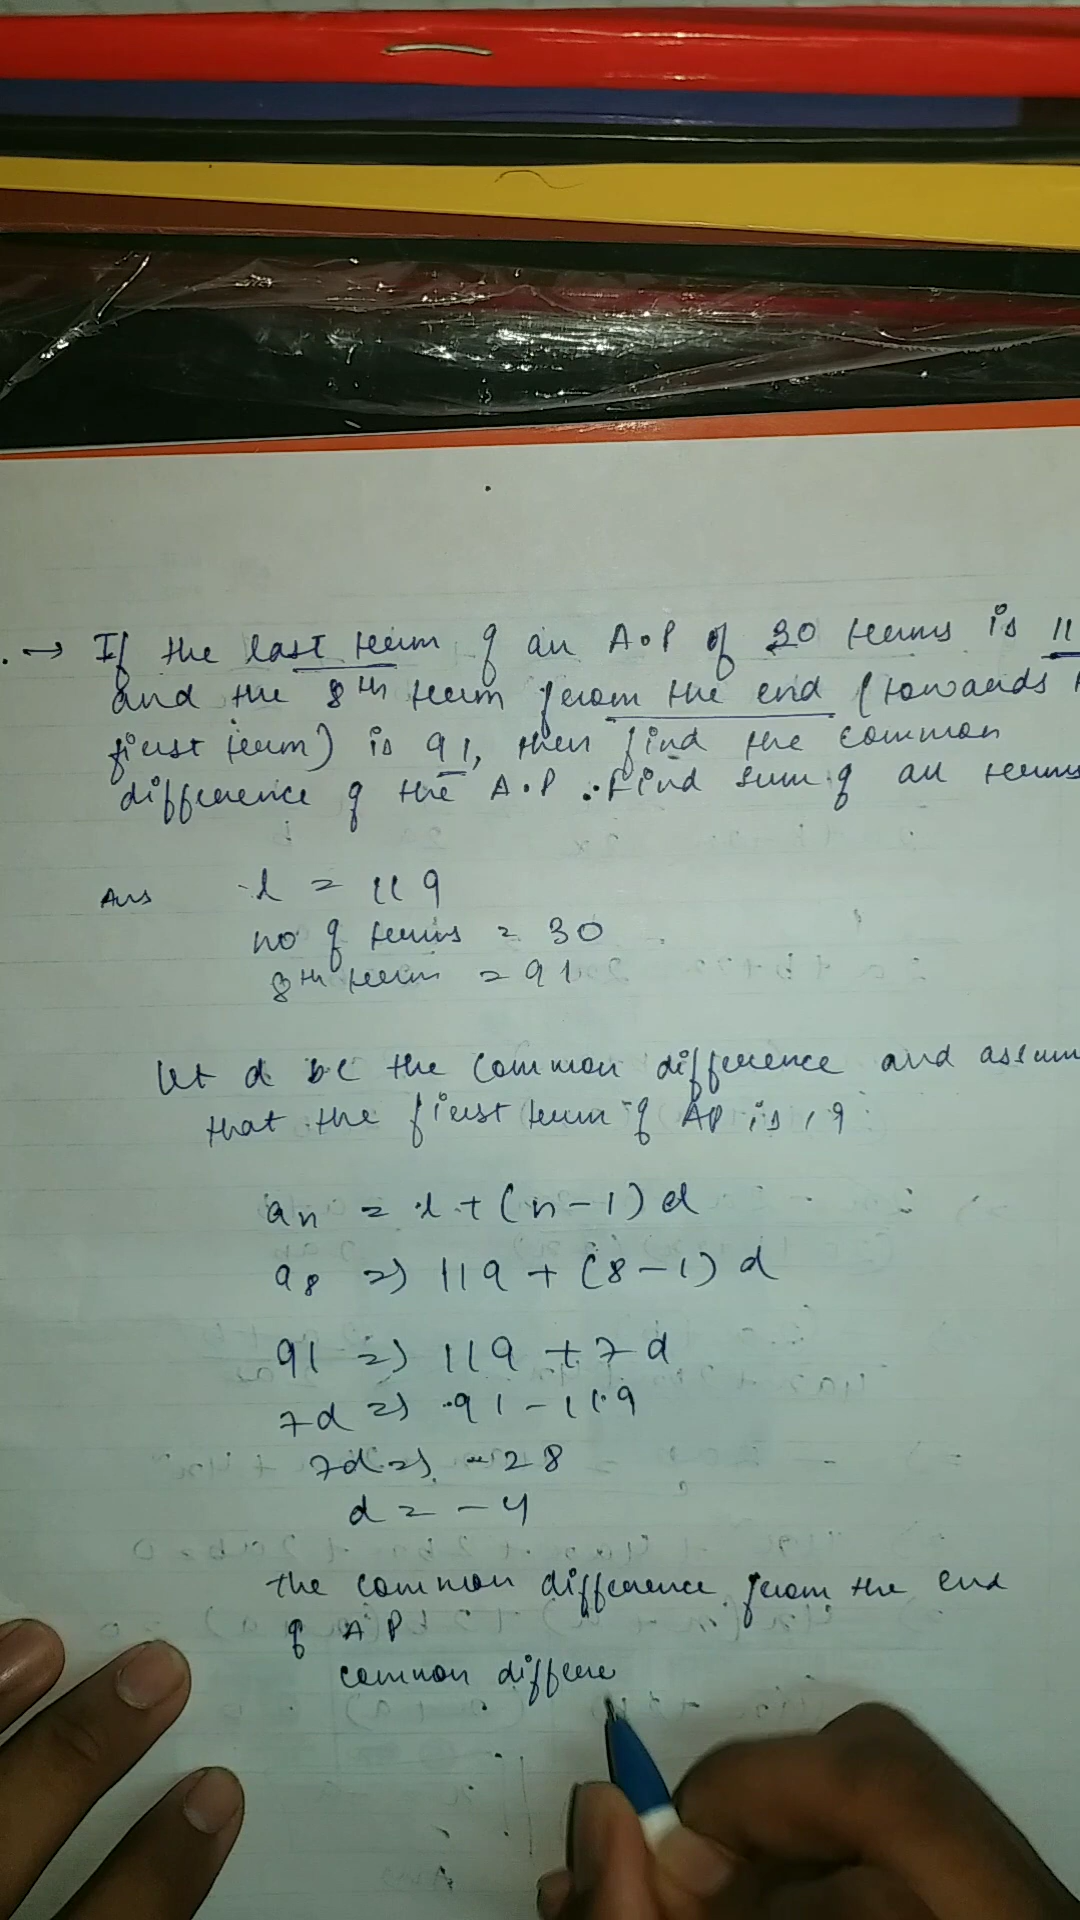 .→ If the last term of an A.P of 30 terms is 11
and the 8th term from the end (towards
first term) is 91, then find the common
difference of the A.P. Find sum of all terms
Ans l = 119
no of terms = 30
8th term = 91
let d be the common difference and assum
that the first term of AP is 19
an = l + (n-1) d
a8 => 119 + (8-1) d
91 => 119 + 7d
7d => 91 - 119
7d => -28
d = -4
the common difference from the end
of AP
common differe